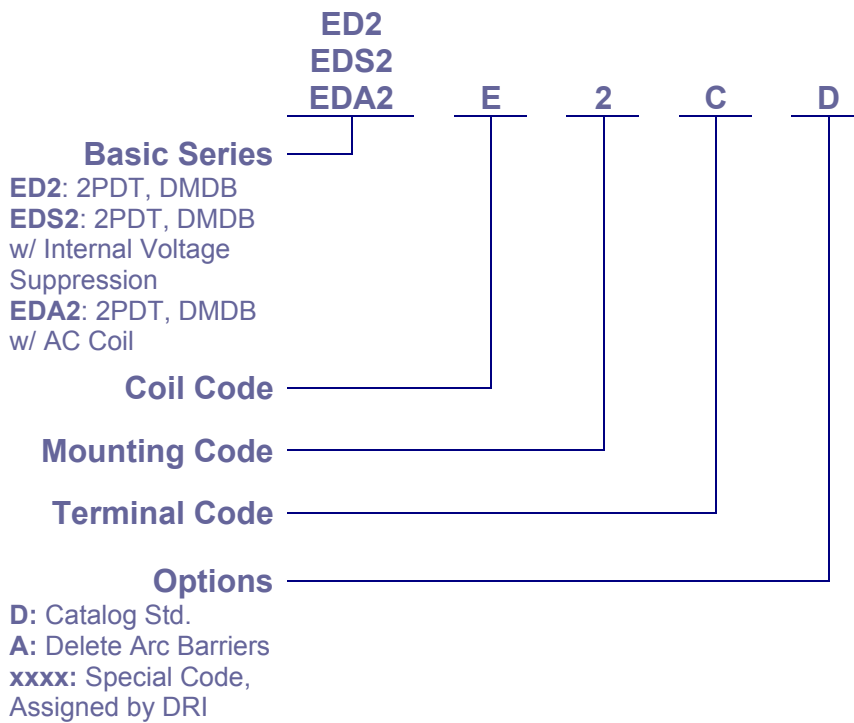 ED2
EDS2
EDA2 E 2 C D
Basic Series
ED2: 2PDT, DMDB
EDS2: 2PDT, DMDB
w/ Internal Voltage
Suppression
EDA2: 2PDT, DMDB
w/ AC Coil
Coil Code
Mounting Code
Terminal Code
Options
D: Catalog Std.
A: Delete Arc Barriers
xxxx: Special Code,
Assigned by DRI